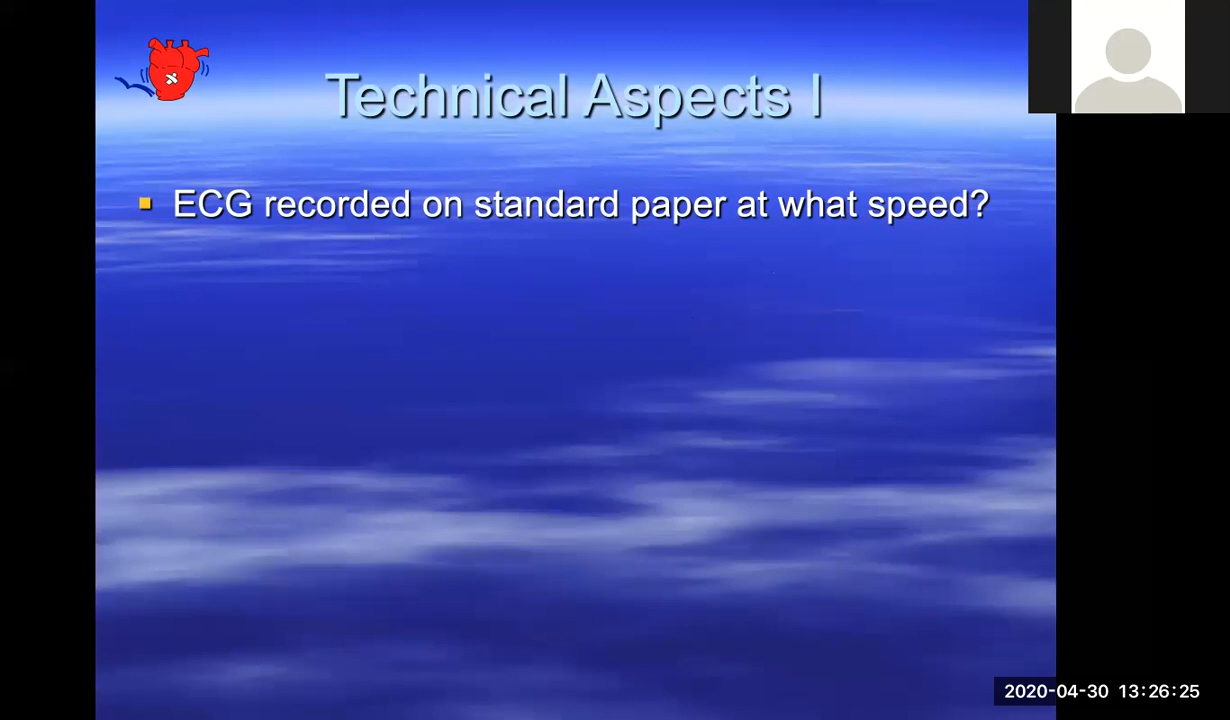 Technical Aspects I
ECG recorded on standard paper at what speed?
2020-04-30 13:26:25